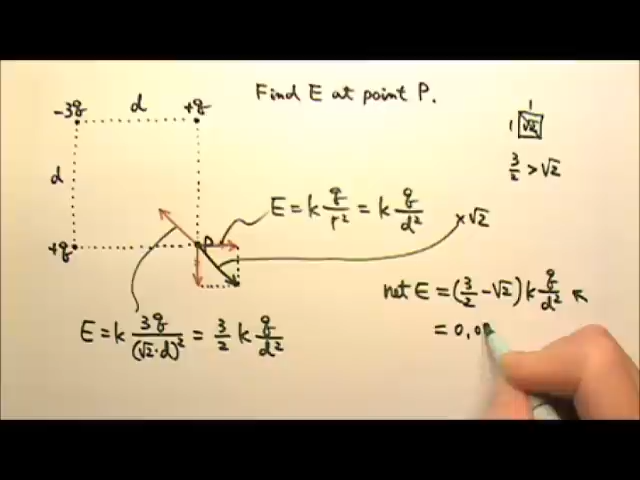 Find E at point P.
-3q d +q
1
1 √2
3/2 > √2
d
E = k q/r² = k q/d²
×√2
+q P
net E = (3/2 - √2) k q/d²
= 0,08
E = k 3q/(√2·d)² = 3/2 k q/d²